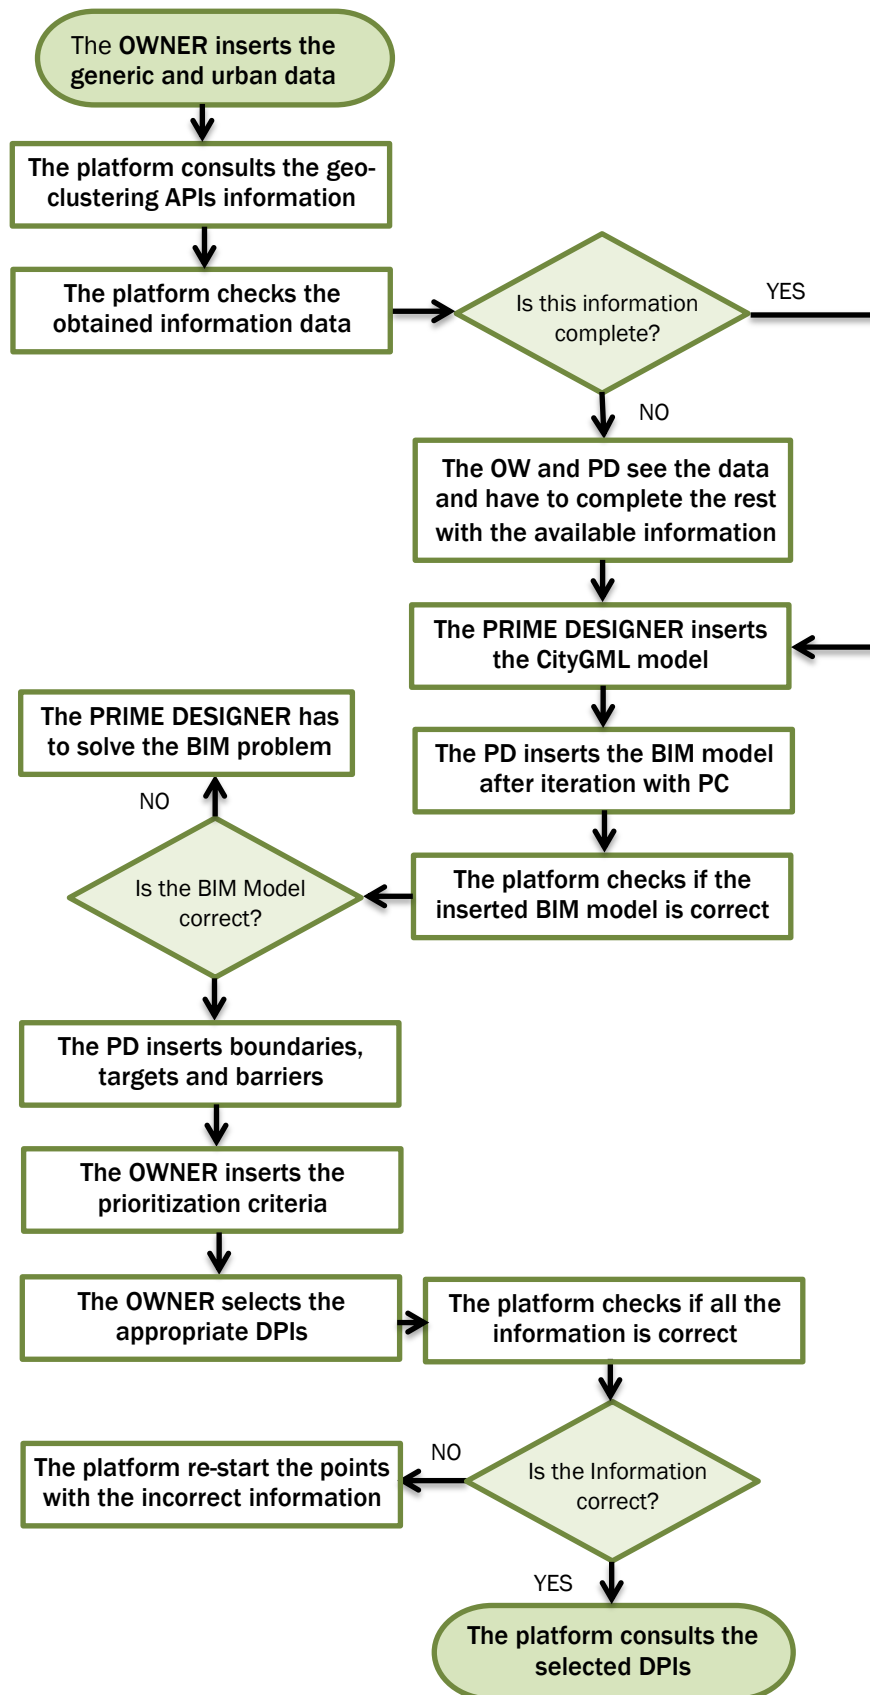 The OWNER inserts the
generic and urban data
The platform consults the geo-
clustering APIs information
The platform checks the
obtained information data
Is this information
complete?
YES
NO
The OW and PD see the data
and have to complete the rest
with the available information
The PRIME DESIGNER inserts
the CityGML model
The PRIME DESIGNER has
to solve the BIM problem
The PD inserts the BIM model
after iteration with PC
NO
Is the BIM Model
correct?
The platform checks if the
inserted BIM model is correct
The PD inserts boundaries,
targets and barriers
The OWNER inserts the
prioritization criteria
The OWNER selects the
appropriate DPIs
The platform checks if all the
information is correct
NO
The platform re-start the points
with the incorrect information
Is the Information
correct?
YES
The platform consults the
selected DPIs